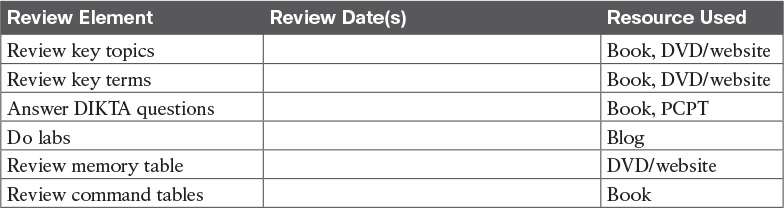 Review Element Review Date(s) Resource Used
Review key topics Book, DVD/website
Review key terms Book, DVD/website
Answer DIKTA questions Book, PCPT
Do labs Blog
Review memory table DVD/website
Review command tables Book